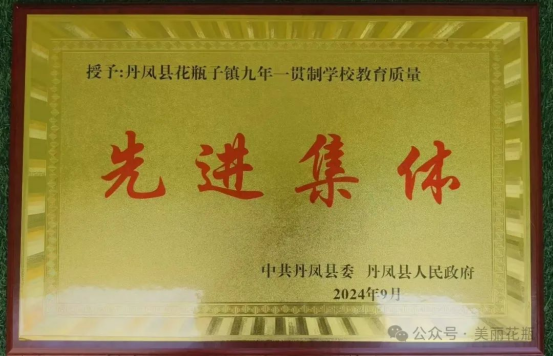 授予:丹凤县花瓶子镇九年一贯制学校教育质量
先进集体
中共丹凤县委 丹凤县人民政府
2024年9月
公众号·美丽花瓶